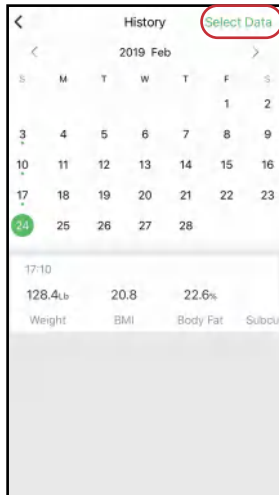 < History Select Data
< 2019 Feb >
S M T W T F S
1 2
3 4 5 6 7 8 9
10 11 12 13 14 15 16
17 18 19 20 21 22 23
24 25 26 27 28
17:10
128.4Lb 20.8 22.6%
Weight BMI Body Fat Subcu